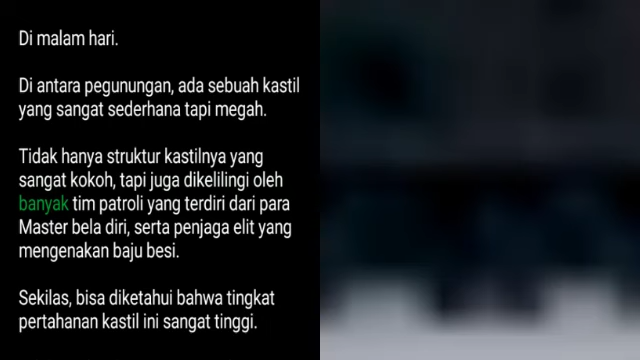 Di malam hari.
Di antara pegunungan, ada sebuah kastil
yang sangat sederhana tapi megah.
Tidak hanya struktur kastilnya yang
sangat kokoh, tapi juga dikelilingi oleh
banyak tim patroli yang terdiri dari para
Master bela diri, serta penjaga elit yang
mengenakan baju besi.
Sekilas, bisa diketahui bahwa tingkat
pertahanan kastil ini sangat tinggi.